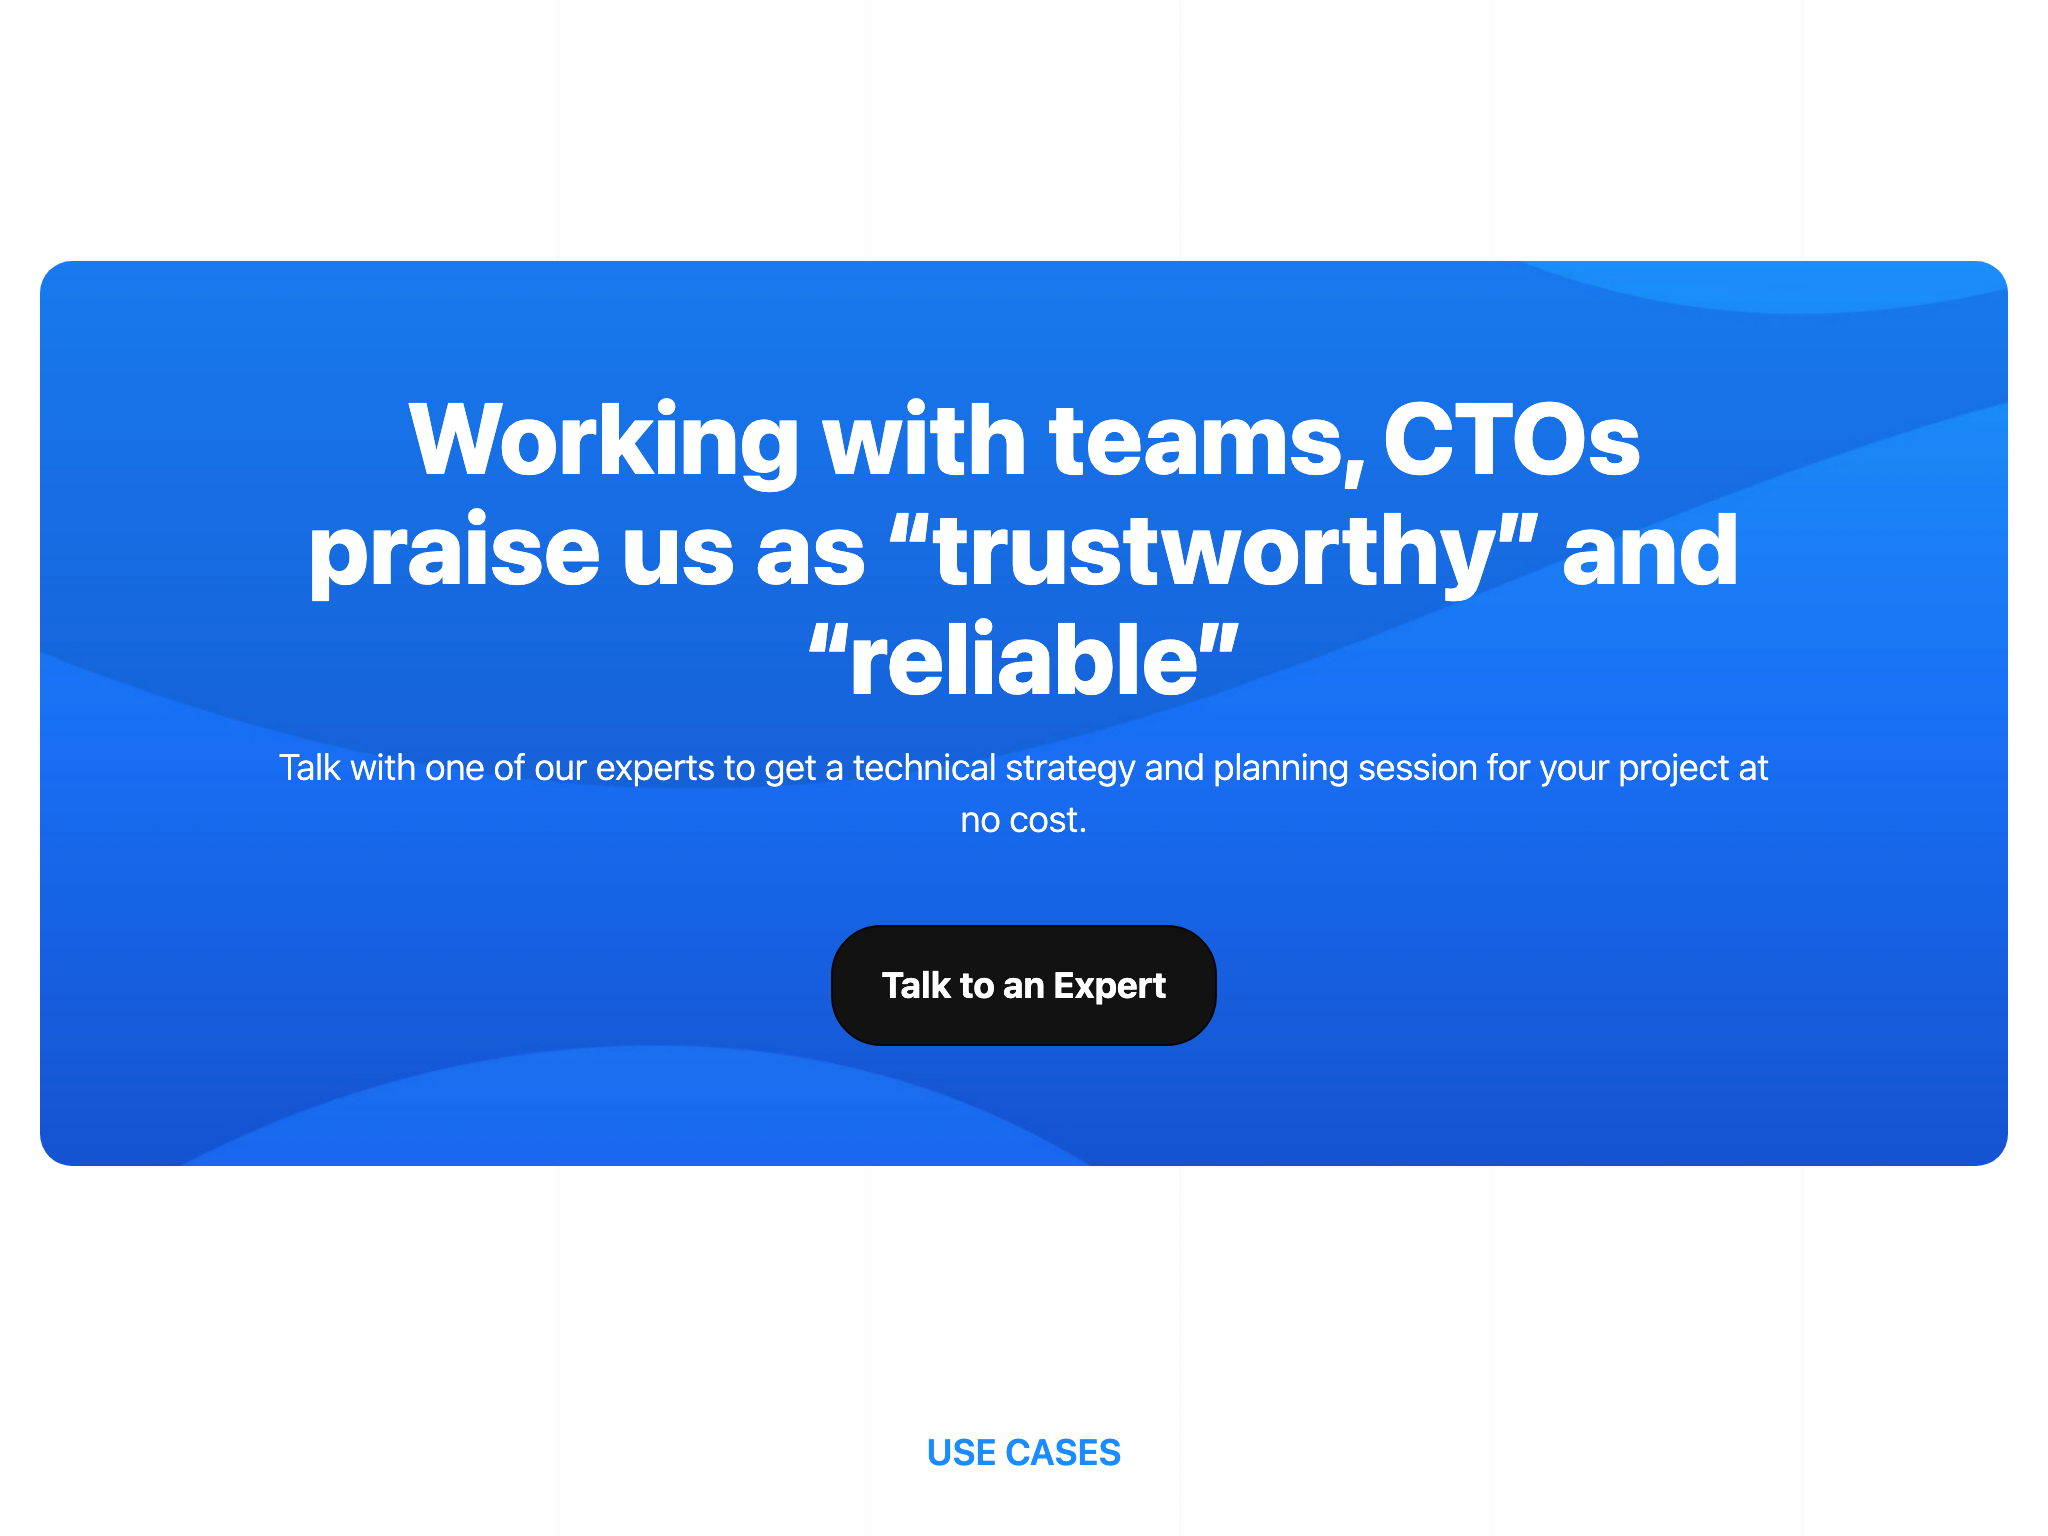 Working with teams, CTOs
praise us as “trustworthy” and
“reliable”
Talk with one of our experts to get a technical strategy and planning session for your project at
no cost.
Talk to an Expert
USE CASES